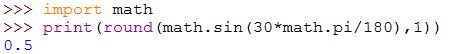 >>> import math
>>> print(round(math.sin(30*math.pi/180),1))
0.5